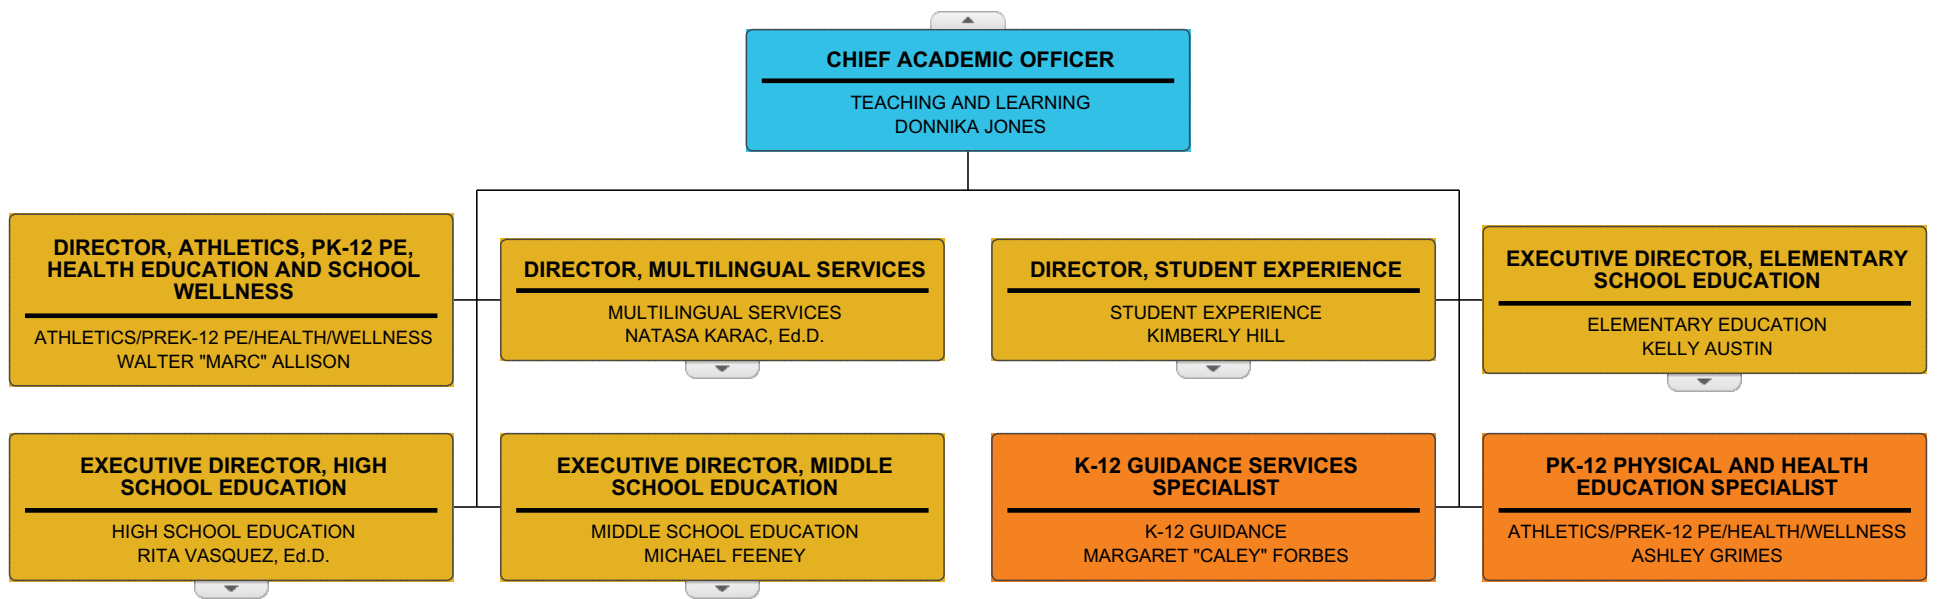 CHIEF ACADEMIC OFFICER
TEACHING AND LEARNING
DONNIKA JONES
DIRECTOR, ATHLETICS, PK-12 PE,
HEALTH EDUCATION AND SCHOOL
WELLNESS
ATHLETICS/PREK-12 PE/HEALTH/WELLNESS
WALTER "MARC" ALLISON
DIRECTOR, MULTILINGUAL SERVICES
MULTILINGUAL SERVICES
NATASA KARAC, Ed.D.
DIRECTOR, STUDENT EXPERIENCE
STUDENT EXPERIENCE
KIMBERLY HILL
EXECUTIVE DIRECTOR, ELEMENTARY
SCHOOL EDUCATION
ELEMENTARY EDUCATION
KELLY AUSTIN
EXECUTIVE DIRECTOR, HIGH
SCHOOL EDUCATION
HIGH SCHOOL EDUCATION
RITA VASQUEZ, Ed.D.
EXECUTIVE DIRECTOR, MIDDLE
SCHOOL EDUCATION
MIDDLE SCHOOL EDUCATION
MICHAEL FEENEY
K-12 GUIDANCE SERVICES
SPECIALIST
K-12 GUIDANCE
MARGARET "CALEY" FORBES
PK-12 PHYSICAL AND HEALTH
EDUCATION SPECIALIST
ATHLETICS/PREK-12 PE/HEALTH/WELLNESS
ASHLEY GRIMES